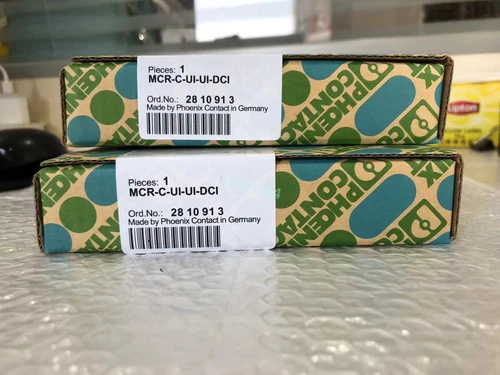 Pieces: 1
MCR-C-UI-UI-DCI
Ord.No.: 28 10 91 3
Made by Phoenix Contact in Germany
PHŒNIX
CONTACT
Lipton
Pieces: 1
MCR-C-UI-UI-DCI
Ord.No.: 28 10 91 3
Made by Phoenix Contact in Germany
PHŒNIX
CONTACT